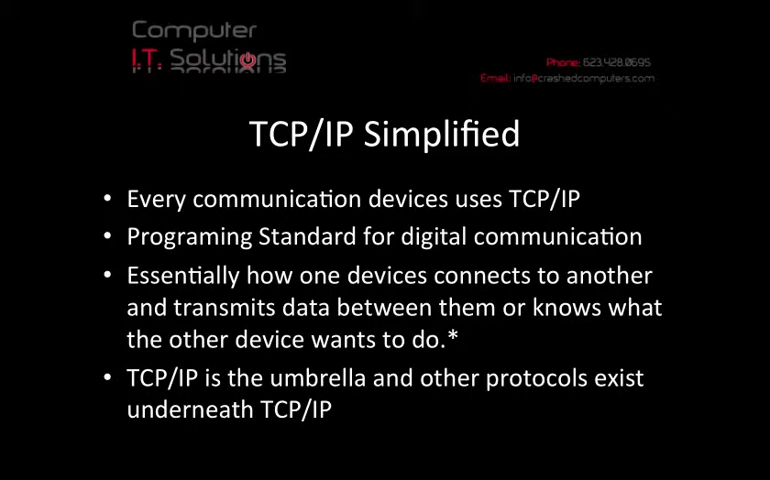 Computer
I.T. Solutions
Phone: 623.428.0695
Email: info@crashedcomputers.com
TCP/IP Simplified
• Every communication devices uses TCP/IP
• Programing Standard for digital communication
• Essentially how one devices connects to another
and transmits data between them or knows what
the other device wants to do.*
• TCP/IP is the umbrella and other protocols exist
underneath TCP/IP